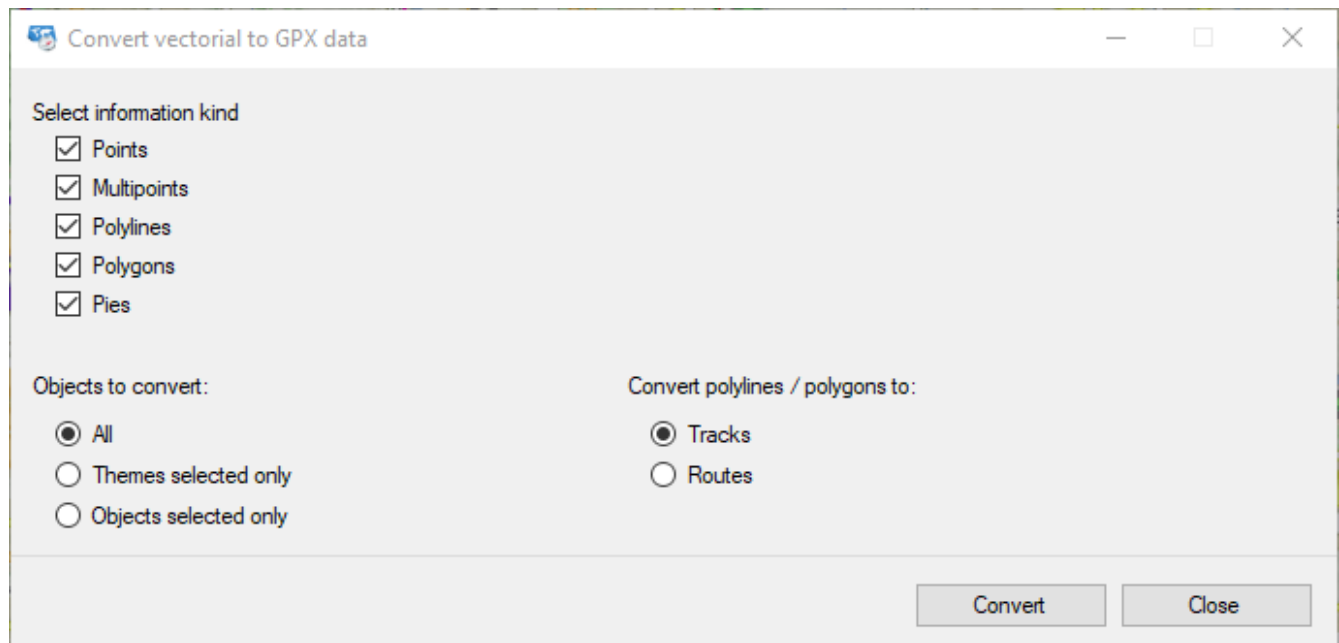 Convert vectorial to GPX data
Select information kind
Points
Multipoints
Polylines
Polygons
Pies
Objects to convert:
All
Themes selected only
Objects selected only
Convert polylines / polygons to:
Tracks
Routes
Convert
Close